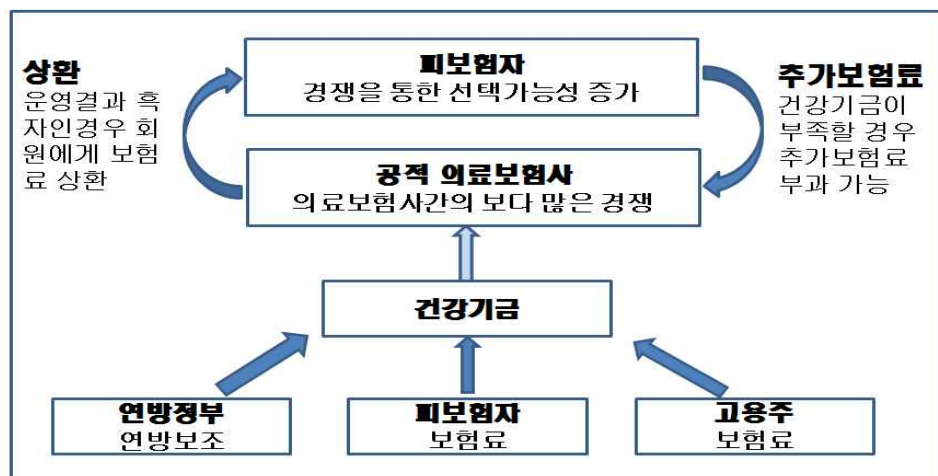 상환
운영결과 흑
자인경우 회
원에게 보험
료 상환
피보험자
경쟁을 통한 선택가능성 증가
추가보험료
건강기금이
부족할 경우
추가보험료
부과 가능
공적 의료보험사
의료보험사간의 보다 많은 경쟁
건강기금
연방정부
연방보조
피보험자
보험료
고용주
보험료